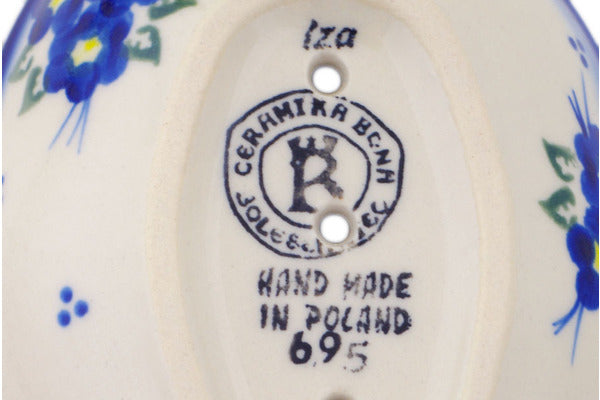 Iza
CERAMIKA BONA
R
HAND MADE
IN POLAND
695